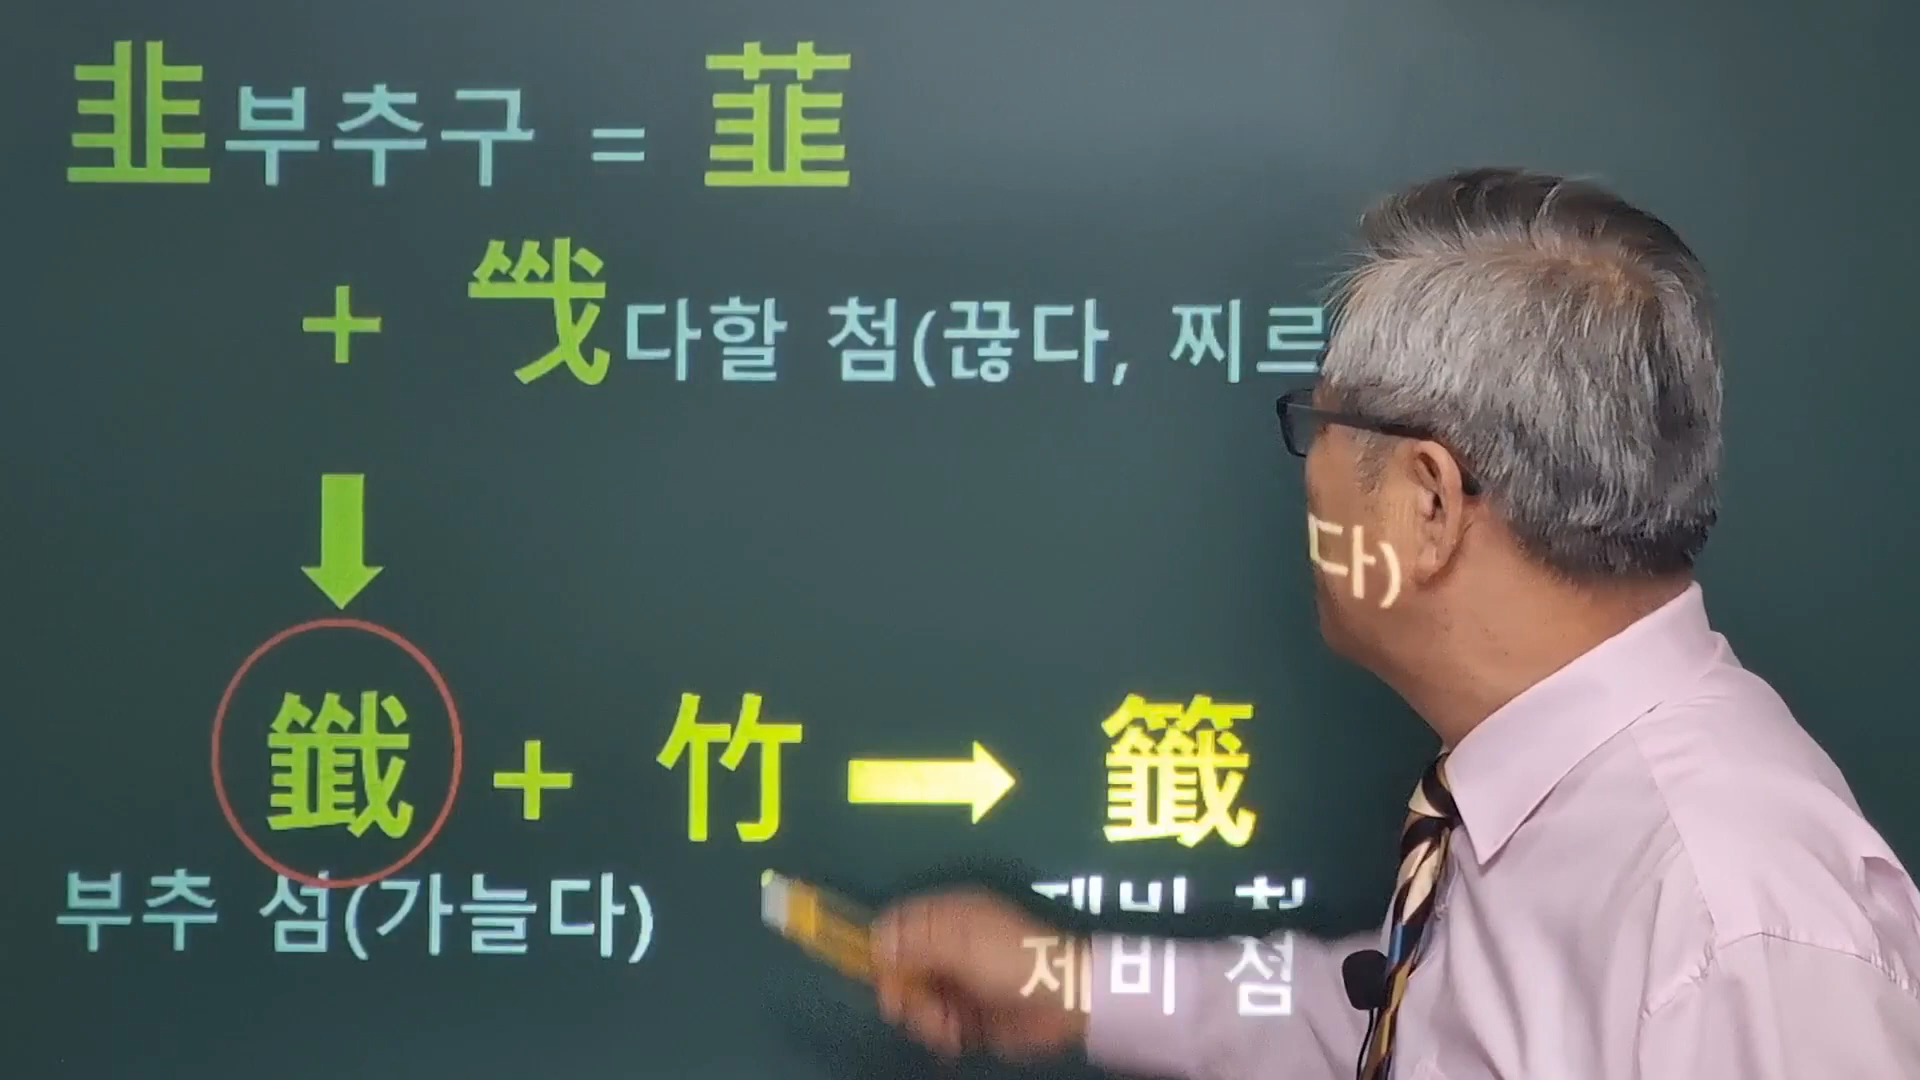 韭부추구 = 韮
+ 𢦏다할 첨(끊다, 찌르
다)
韱 + 竹 ➡ 籤
부추 섬(가늘다)
제비 첨